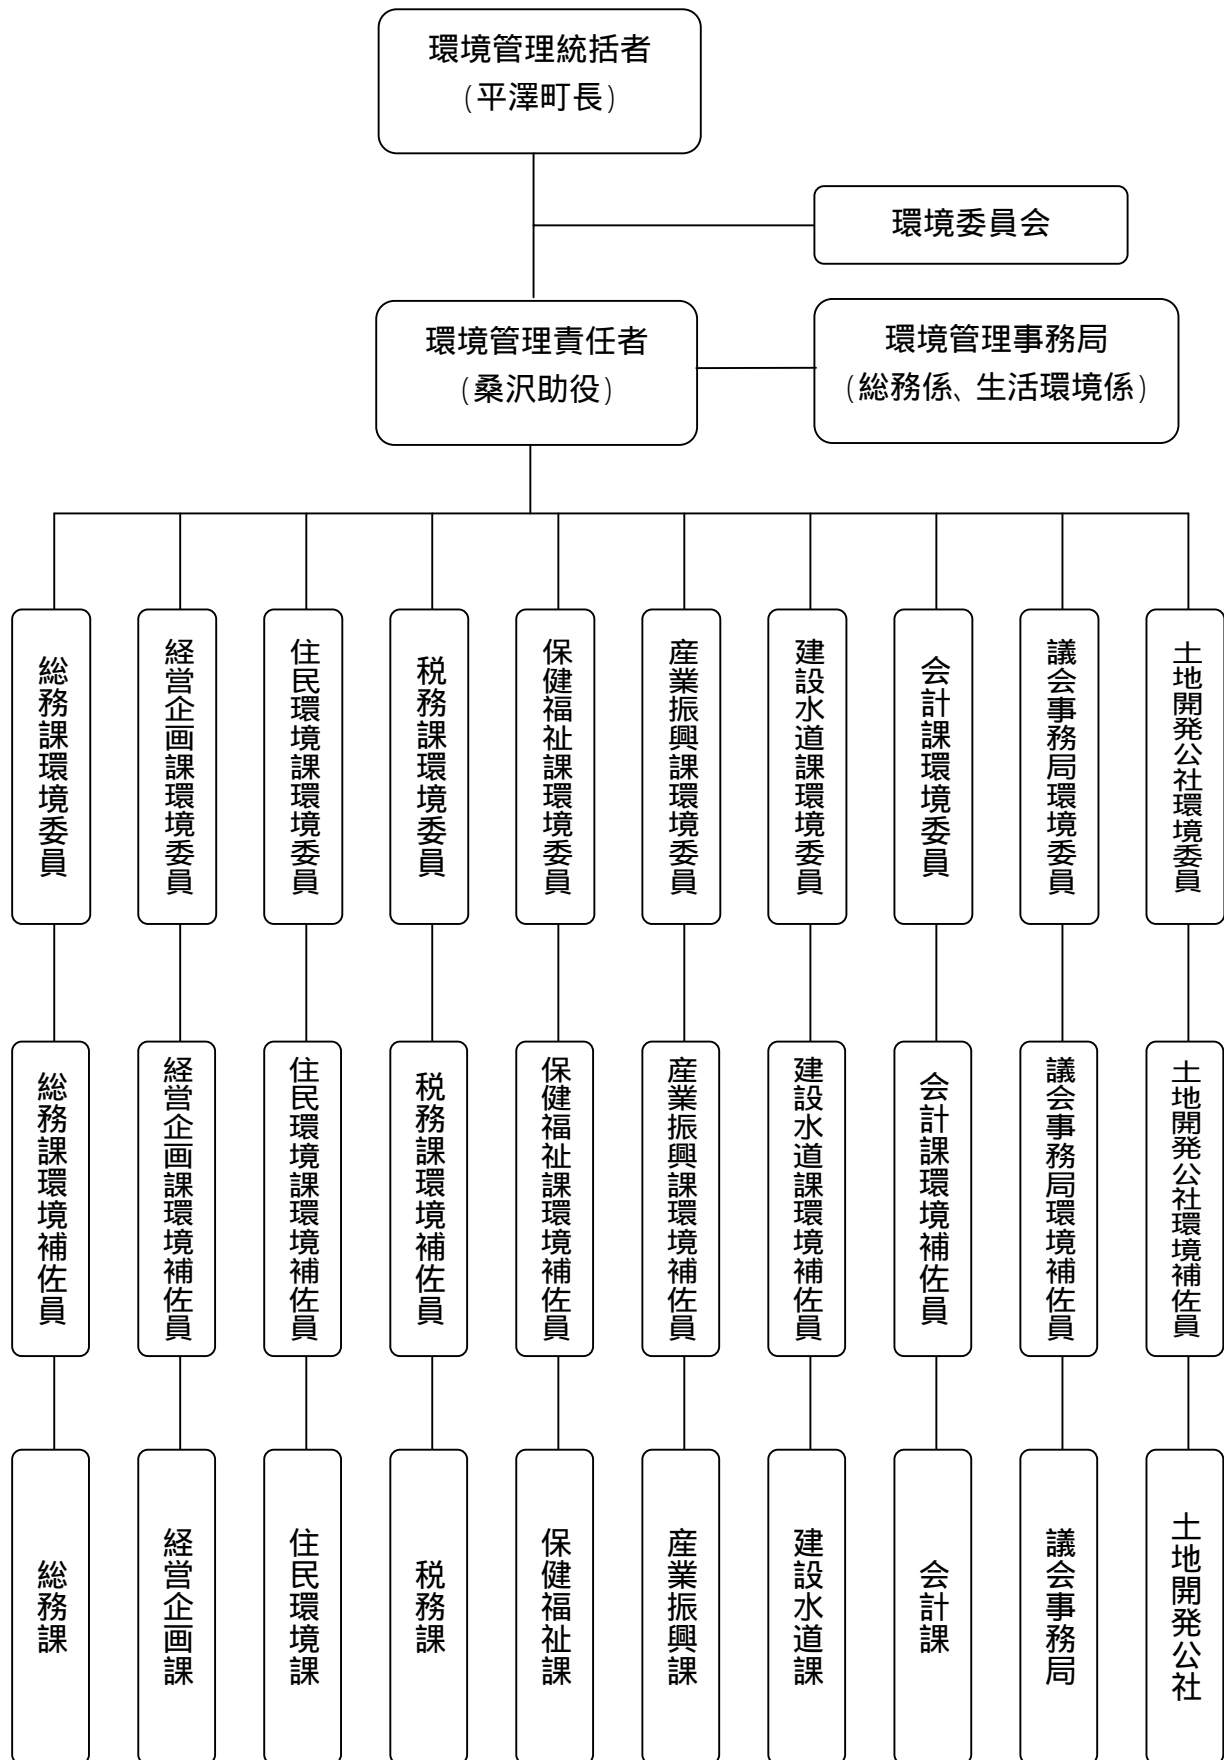 環境管理統括者
(平澤町長)
環境委員会
環境管理責任者
(桑沢助役)
環境管理事務局
(総務係、生活環境係)
総務課環境委員
経営企画課環境委員
住民環境課環境委員
税務課環境委員
保健福祉課環境委員
産業振興課環境委員
建設水道課環境委員
会計課環境委員
議会事務局環境委員
土地開発公社環境委員
総務課環境補佐員
経営企画課環境補佐員
住民環境課環境補佐員
税務課環境補佐員
保健福祉課環境補佐員
産業振興課環境補佐員
建設水道課環境補佐員
会計課環境補佐員
議会事務局環境補佐員
土地開発公社環境補佐員
総務課
経営企画課
住民環境課
税務課
保健福祉課
産業振興課
建設水道課
会計課
議会事務局
土地開発公社